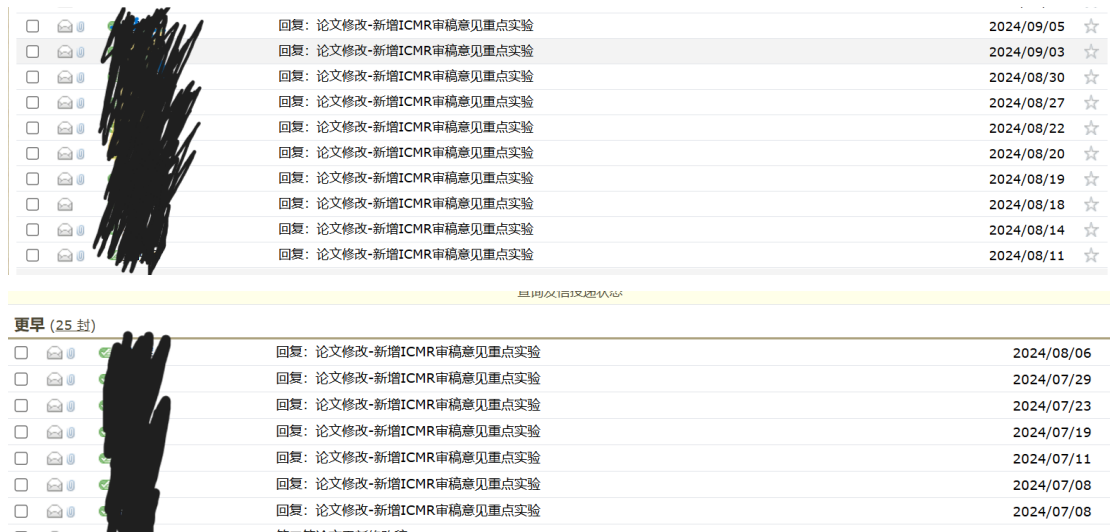 回复：论文修改-新增ICMR审稿意见重点实验 2024/09/05
回复：论文修改-新增ICMR审稿意见重点实验 2024/09/03
回复：论文修改-新增ICMR审稿意见重点实验 2024/08/30
回复：论文修改-新增ICMR审稿意见重点实验 2024/08/27
回复：论文修改-新增ICMR审稿意见重点实验 2024/08/22
回复：论文修改-新增ICMR审稿意见重点实验 2024/08/20
回复：论文修改-新增ICMR审稿意见重点实验 2024/08/19
回复：论文修改-新增ICMR审稿意见重点实验 2024/08/18
回复：论文修改-新增ICMR审稿意见重点实验 2024/08/14
回复：论文修改-新增ICMR审稿意见重点实验 2024/08/11
查询发信投递状态
更早 (25 封)
回复：论文修改-新增ICMR审稿意见重点实验 2024/08/06
回复：论文修改-新增ICMR审稿意见重点实验 2024/07/29
回复：论文修改-新增ICMR审稿意见重点实验 2024/07/23
回复：论文修改-新增ICMR审稿意见重点实验 2024/07/19
回复：论文修改-新增ICMR审稿意见重点实验 2024/07/11
回复：论文修改-新增ICMR审稿意见重点实验 2024/07/08
回复：论文修改-新增ICMR审稿意见重点实验 2024/07/08